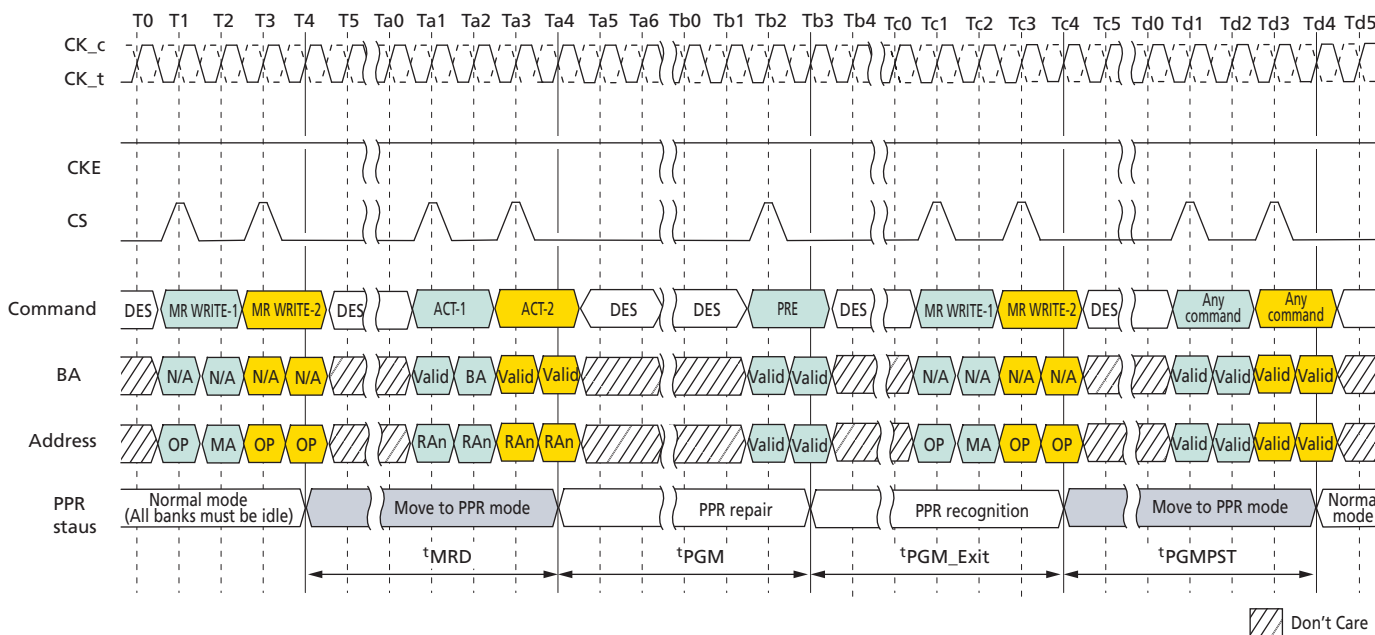 T0 T1 T2 T3 T4 T5 Ta0 Ta1 Ta2 Ta3 Ta4 Ta5 Ta6 Tb0 Tb1 Tb2 Tb3 Tb4 Tc0 Tc1 Tc2 Tc3 Tc4 Tc5 Td0 Td1 Td2 Td3 Td4 Td5
CK_c
CK_t
CKE
CS
Command DES MR WRITE-1 MR WRITE-2 DES ACT-1 ACT-2 DES DES PRE DES MR WRITE-1 MR WRITE-2 DES Any command Any command
BA N/A N/A N/A N/A Valid BA Valid Valid Valid Valid N/A N/A N/A N/A Valid Valid Valid Valid
Address OP MA OP OP RAn RAn RAn RAn Valid Valid OP MA OP OP Valid Valid Valid Valid
PPR staus
Normal mode (All banks must be idle)
Move to PPR mode
PPR repair
PPR recognition
Move to PPR mode
Normal mode
tMRD tPGM tPGM_Exit tPGMPST
Don't Care